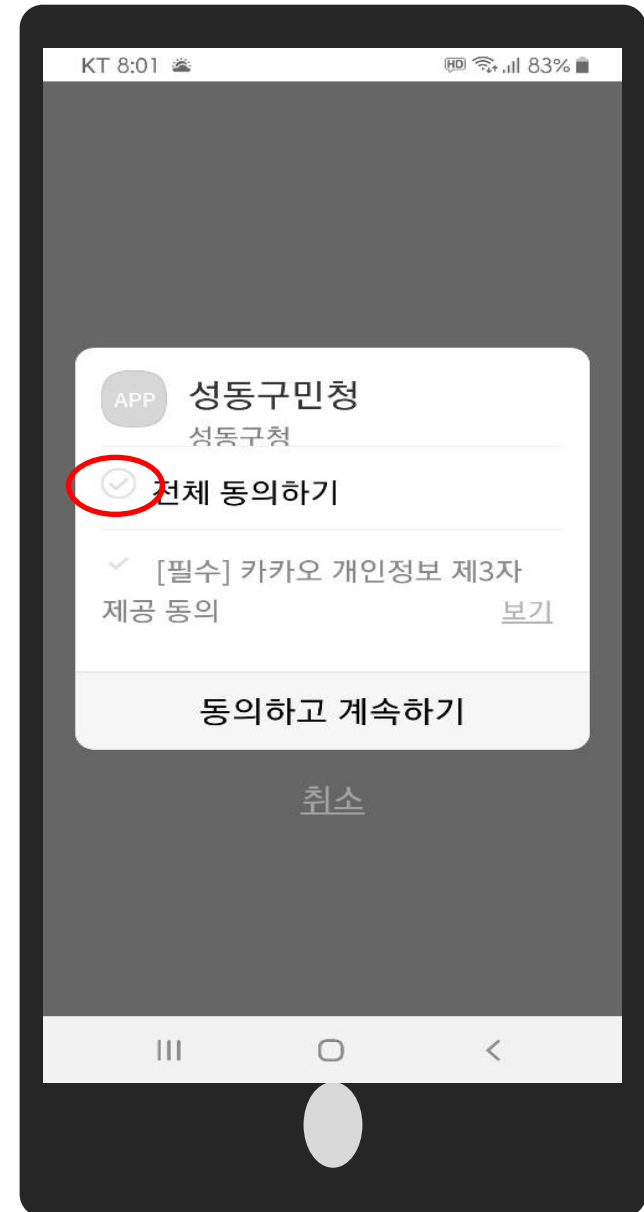 KT 8:01
HD 83%
APP 성동구민청
성동구청
전체 동의하기
[필수] 카카오 개인정보 제3자
제공 동의 보기
동의하고 계속하기
취소